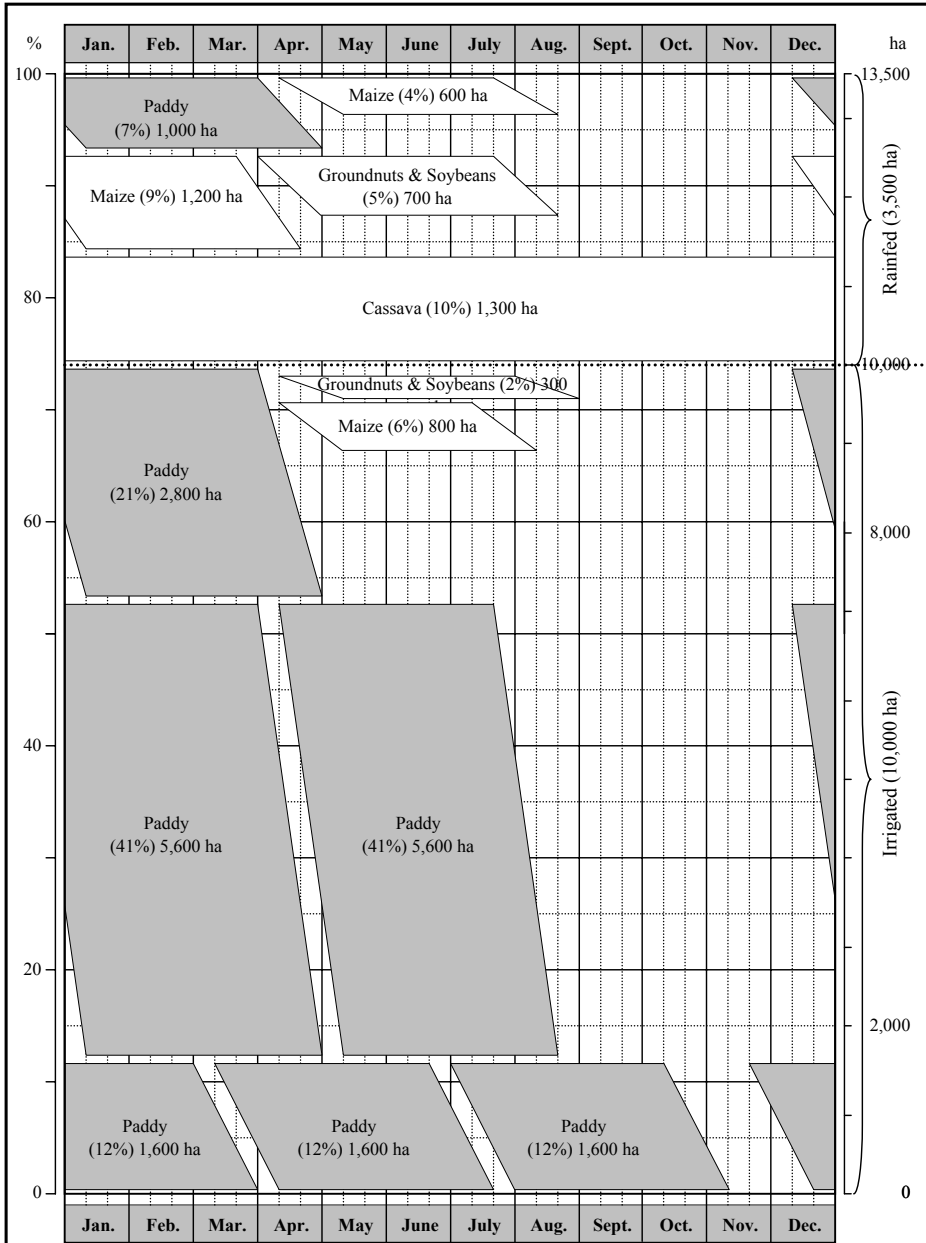 Jan. Feb. Mar. Apr. May June July Aug. Sept. Oct. Nov. Dec.
% ha
100 13,500
Maize (4%) 600 ha
Paddy
(7%) 1,000 ha
Groundnuts & Soybeans
(5%) 700 ha
Maize (9%) 1,200 ha
Rainfed (3,500 ha)
80
Cassava (10%) 1,300 ha
10,000
Groundnuts & Soybeans (2%) 300
Maize (6%) 800 ha
Paddy
(21%) 2,800 ha
60 8,000
Irrigated (10,000 ha)
40
Paddy
(41%) 5,600 ha
Paddy
(41%) 5,600 ha
20
2,000
Paddy
(12%) 1,600 ha
Paddy
(12%) 1,600 ha
Paddy
(12%) 1,600 ha
0 0
Jan. Feb. Mar. Apr. May June July Aug. Sept. Oct. Nov. Dec.